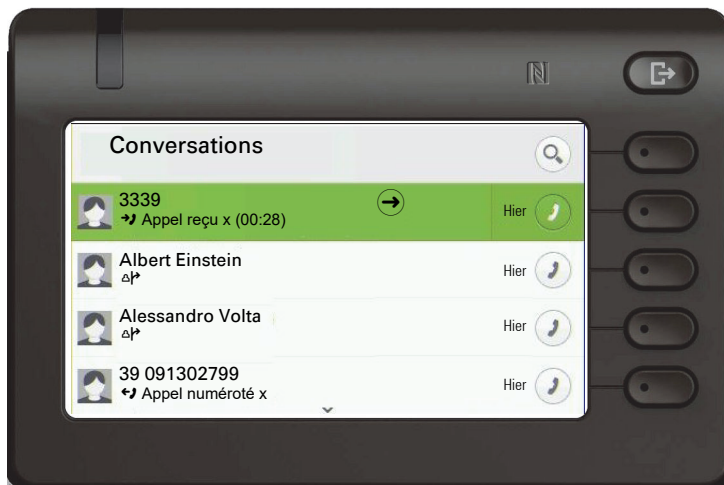 Conversations
3339
Appel reçu x (00:28)
Hier
Albert Einstein
Hier
Alessandro Volta
Hier
39 091302799
Appel numéroté x
Hier